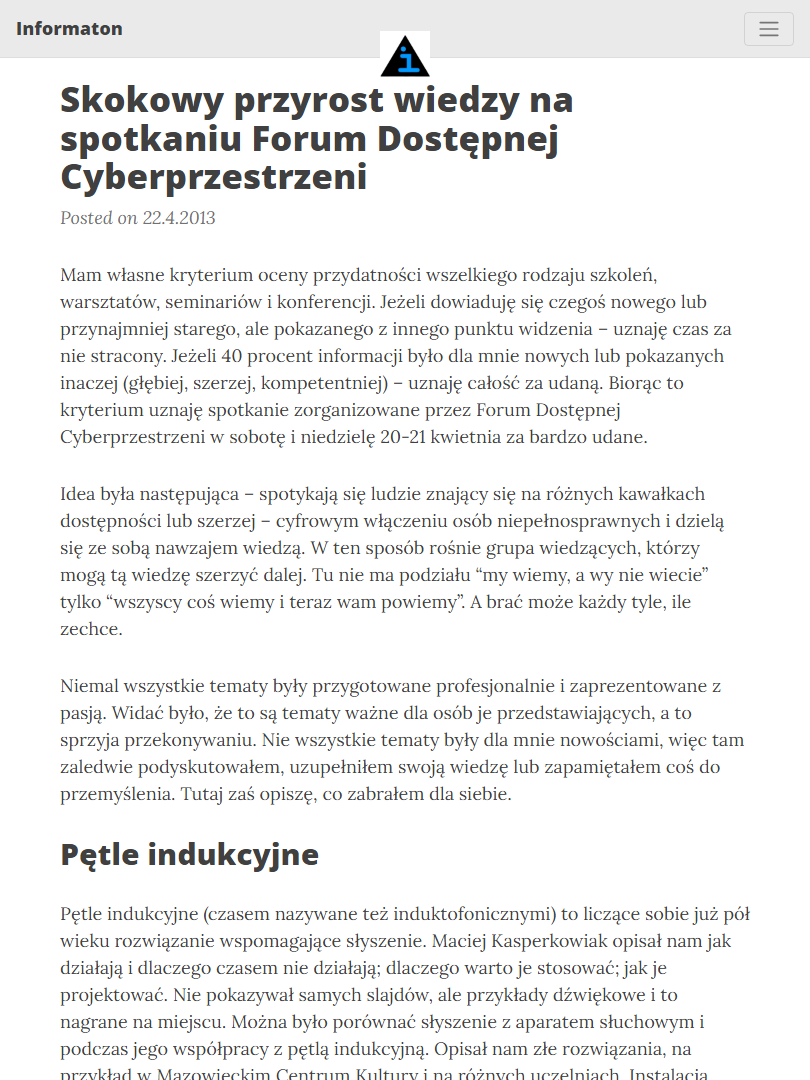 Informaton
i
Skokowy przyrost wiedzy na
spotkaniu Forum Dostępnej
Cyberprzestrzeni
Posted on 22.4.2013
Mam własne kryterium oceny przydatności wszelkiego rodzaju szkoleń,
warsztatów, seminariów i konferencji. Jeżeli dowiaduję się czegoś nowego lub
przynajmniej starego, ale pokazanego z innego punktu widzenia – uznaję czas za
nie stracony. Jeżeli 40 procent informacji było dla mnie nowych lub pokazanych
inaczej (głębiej, szerzej, kompetentniej) – uznaję całość za udaną. Biorąc to
kryterium uznaję spotkanie zorganizowane przez Forum Dostępnej
Cyberprzestrzeni w sobotę i niedzielę 20-21 kwietnia za bardzo udane.
Idea była następująca – spotykają się ludzie znający się na różnych kawałkach
dostępności lub szerzej – cyfrowym włączeniu osób niepełnosprawnych i dzielą
się ze sobą nawzajem wiedzą. W ten sposób rośnie grupa wiedzących, którzy
mogą tą wiedzę szerzyć dalej. Tu nie ma podziału “my wiemy, a wy nie wiecie”
tylko “wszyscy coś wiemy i teraz wam powiemy”. A brać może każdy tyle, ile
zechce.
Niemal wszystkie tematy były przygotowane profesjonalnie i zaprezentowane z
pasją. Widać było, że to są tematy ważne dla osób je przedstawiających, a to
sprzyja przekonywaniu. Nie wszystkie tematy były dla mnie nowościami, więc tam
zaledwie podyskutowałem, uzupełniłem swoją wiedzę lub zapamiętałem coś do
przemyślenia. Tutaj zaś opiszę, co zabrałem dla siebie.
Pętle indukcyjne
Pętle indukcyjne (czasem nazywane też induktofonicznymi) to liczące sobie już pół
wieku rozwiązanie wspomagające słyszenie. Maciej Kasperkowiak opisał nam jak
działają i dlaczego czasem nie działają; dlaczego warto je stosować; jak je
projektować. Nie pokazywał samych slajdów, ale przykłady dźwiękowe i to
nagrane na miejscu. Można było porównać słyszenie z aparatem słuchowym i
podczas jego współpracy z pętlą indukcyjną. Opisał nam złe rozwiązania, na
przykład w Mazowieckim Centrum Kultury i na różnych uczelniach. Instalacja